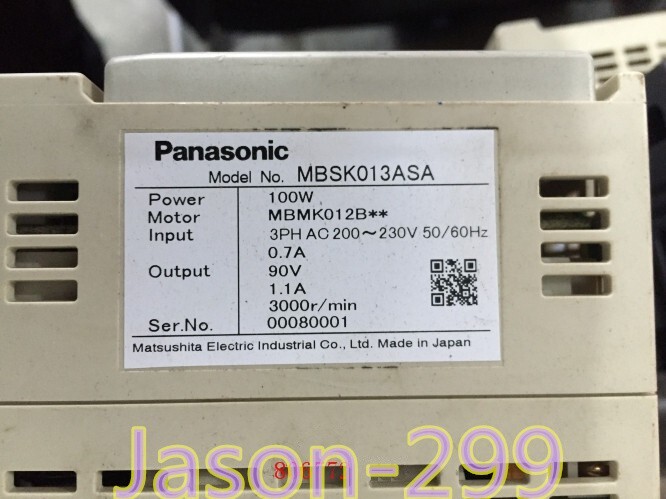 Panasonic
Model No. MBSK013ASA
Power 100W
Motor MBMK012B**
Input 3PH AC 200～230V 50/60Hz
0.7A
Output 90V
1.1A
3000r/min
Ser.No. 00080001
Matsushita Electric Industrial Co., Ltd. Made in Japan
Jason-299